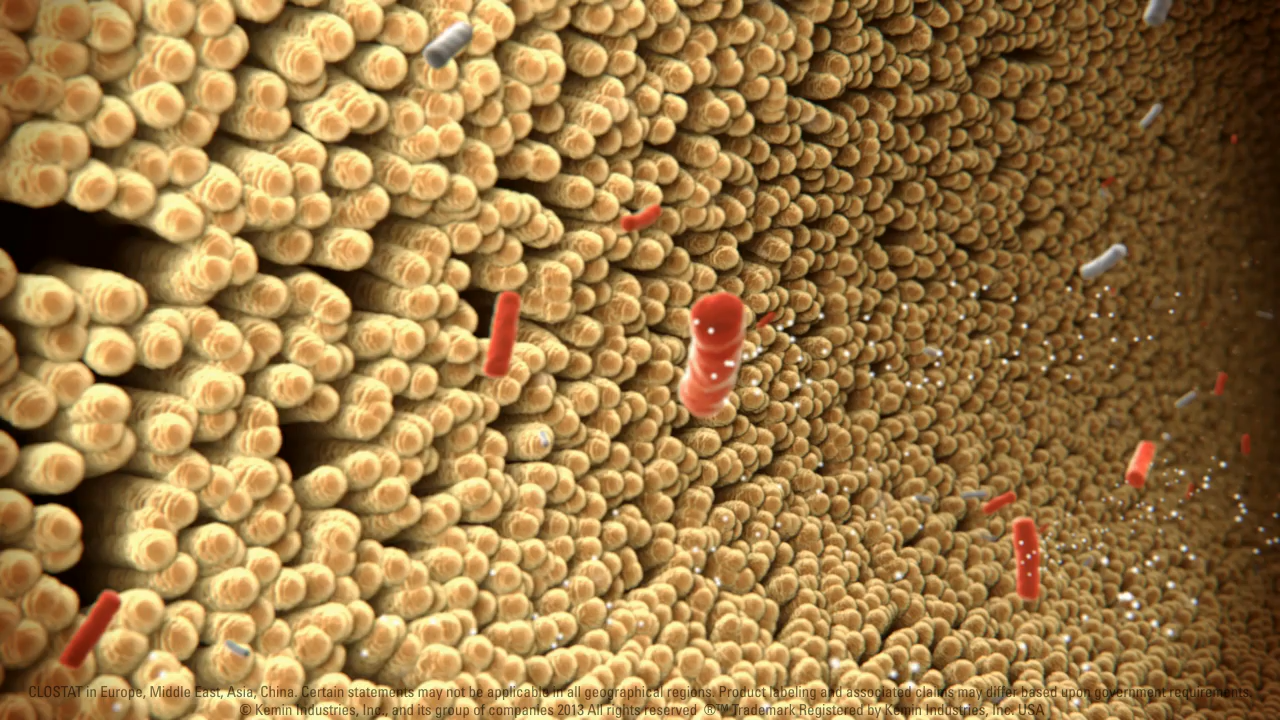 CLOSTAT in Europe, Middle East, Asia, China. Certain statements may not be applicable in all geographical regions. Product labeling and associated claims may differ based upon government requirements.
© Kemin Industries, Inc., and its group of companies 2013 All rights reserved ®™ Trademark Registered by Kemin Industries, Inc. USA